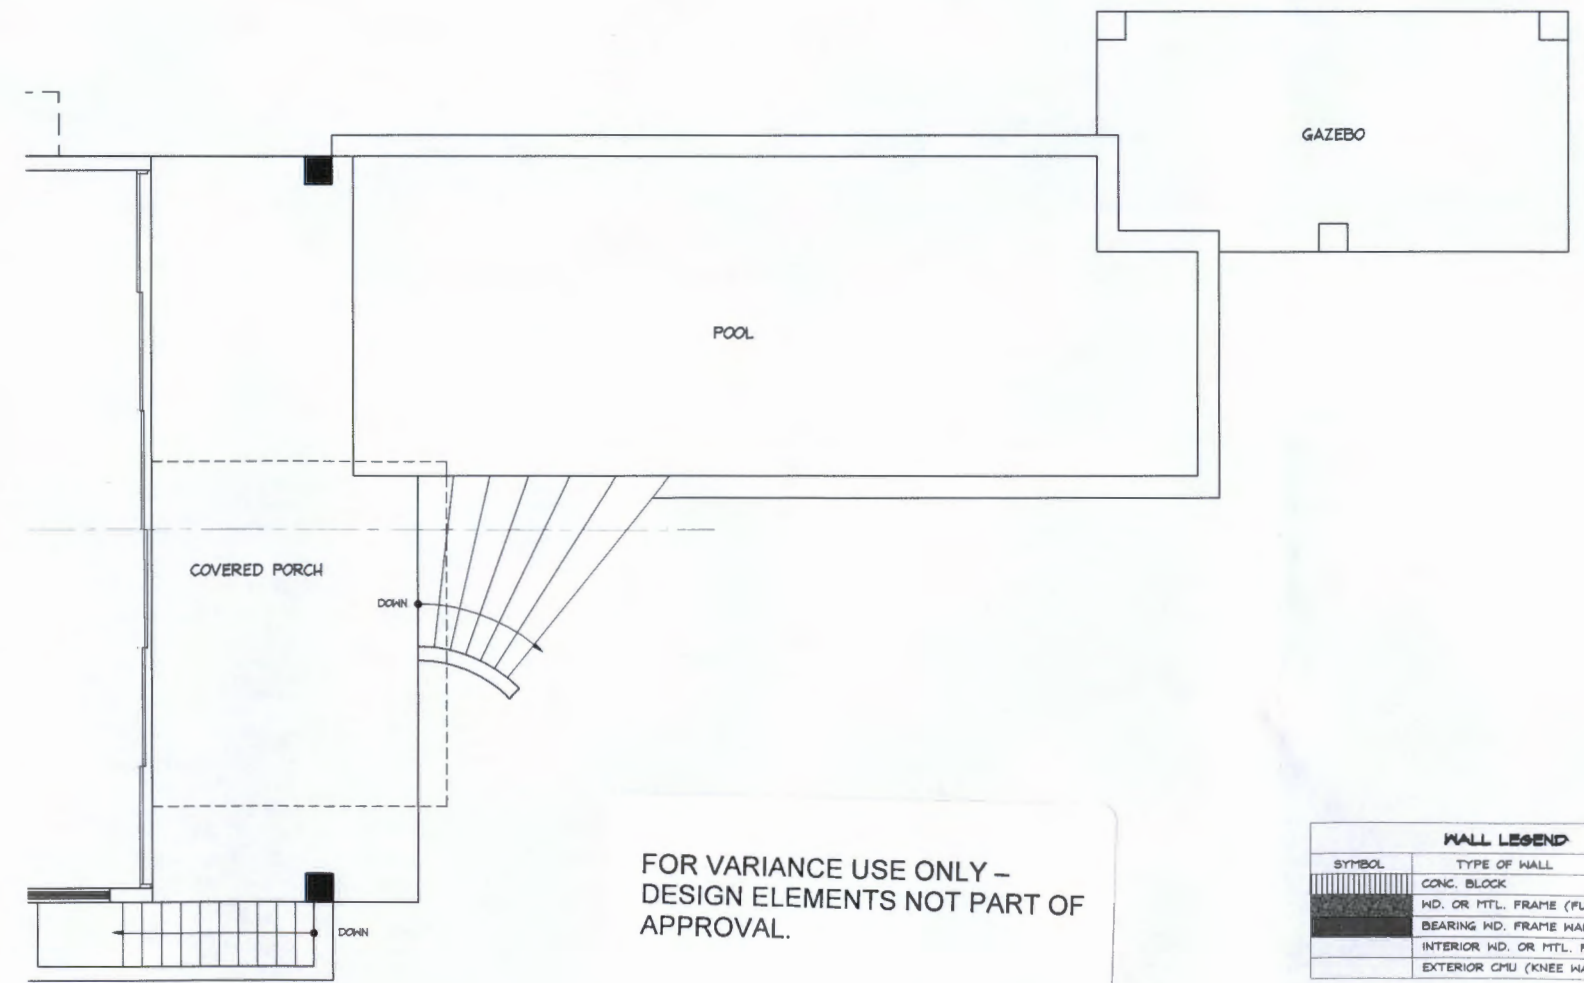 GAZEBO
POOL
COVERED PORCH
DOWN
FOR VARIANCE USE ONLY –
DESIGN ELEMENTS NOT PART OF
APPROVAL.
DOWN
WALL LEGEND
SYMBOL TYPE OF WALL
CONC. BLOCK
WD. OR MTL. FRAME
BEARING WD. FRAME
INTERIOR WD. OR MTL.
EXTERIOR CMU (KNEE